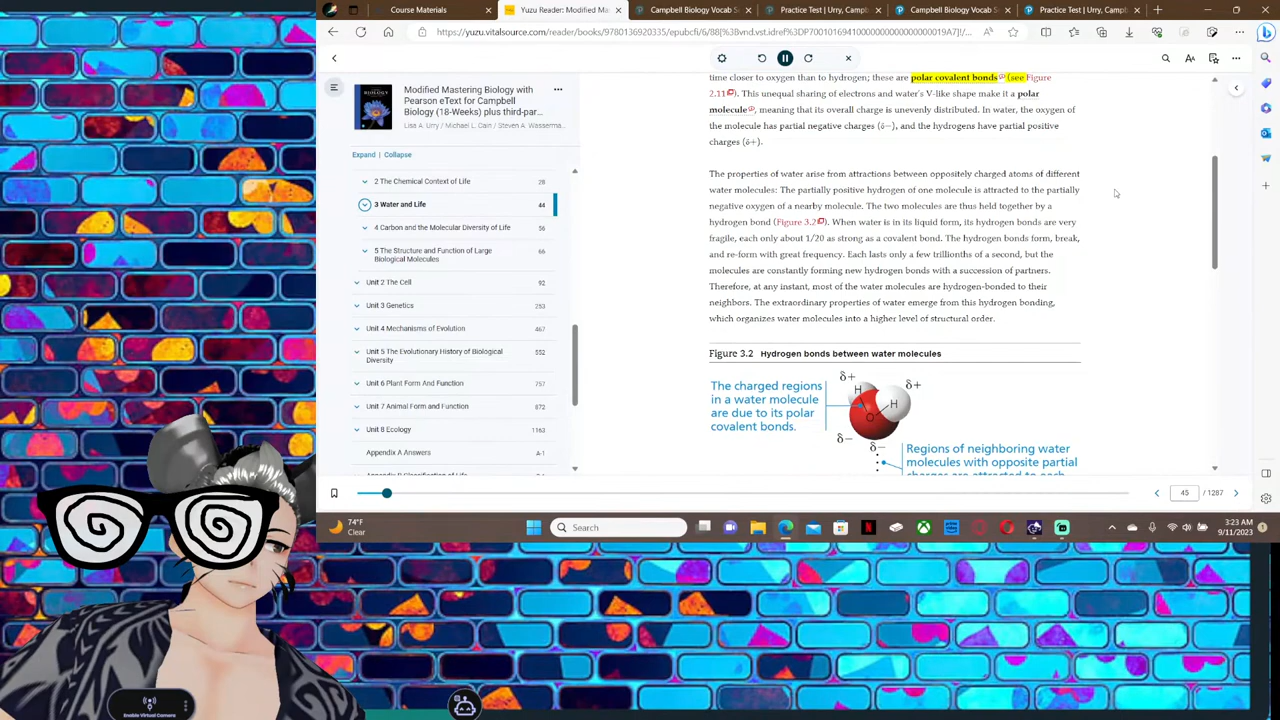 Course Materials
Yuzu Reader: Modified Ma
Campbell Biology Vocab S
Practice Test | Urry, Camp
Campbell Biology Vocab S
Practice Test | Urry, Camp
https://yuzu.vitalsource.com/reader/books/9780136920335/epubcfi/6/88
Modified Mastering Biology with
Pearson eText for Campbell
Biology (18-Weeks) plus third-par...
Lisa A. Urry / Michael L. Cain / Steven A. Wasserma...
Expand | Collapse
2 The Chemical Context of Life 28
3 Water and Life 44
4 Carbon and the Molecular Diversity of Life 56
5 The Structure and Function of Large
Biological Molecules 66
Unit 2 The Cell 92
Unit 3 Genetics 253
Unit 4 Mechanisms of Evolution 467
Unit 5 The Evolutionary History of Biological
Diversity 552
Unit 6 Plant Form And Function 757
Unit 7 Animal Form and Function 872
Unit 8 Ecology 1163
Appendix A Answers A-1
time closer to oxygen than to hydrogen; these are polar covalent bonds (see Figure
2.11). This unequal sharing of electrons and water's V-like shape make it a polar
molecule, meaning that its overall charge is unevenly distributed. In water, the oxygen of
the molecule has partial negative charges (δ−), and the hydrogens have partial positive
charges (δ+).
The properties of water arise from attractions between oppositely charged atoms of different
water molecules: The partially positive hydrogen of one molecule is attracted to the partially
negative oxygen of a nearby molecule. The two molecules are thus held together by a
hydrogen bond (Figure 3.2). When water is in its liquid form, its hydrogen bonds are very
fragile, each only about 1/20 as strong as a covalent bond. The hydrogen bonds form, break,
and re-form with great frequency. Each lasts only a few trillionths of a second, but the
molecules are constantly forming new hydrogen bonds with a succession of partners.
Therefore, at any instant, most of the water molecules are hydrogen-bonded to their
neighbors. The extraordinary properties of water emerge from this hydrogen bonding,
which organizes water molecules into a higher level of structural order.
Figure 3.2 Hydrogen bonds between water molecules
The charged regions
in a water molecule
are due to its polar
covalent bonds.
δ+
δ+
H
H
O
δ−
δ−
Regions of neighboring water
molecules with opposite partial
charges are attracted to each
45 / 1287
74°F
Clear
Search
3:23 AM
9/11/2023
Enable Virtual Camera